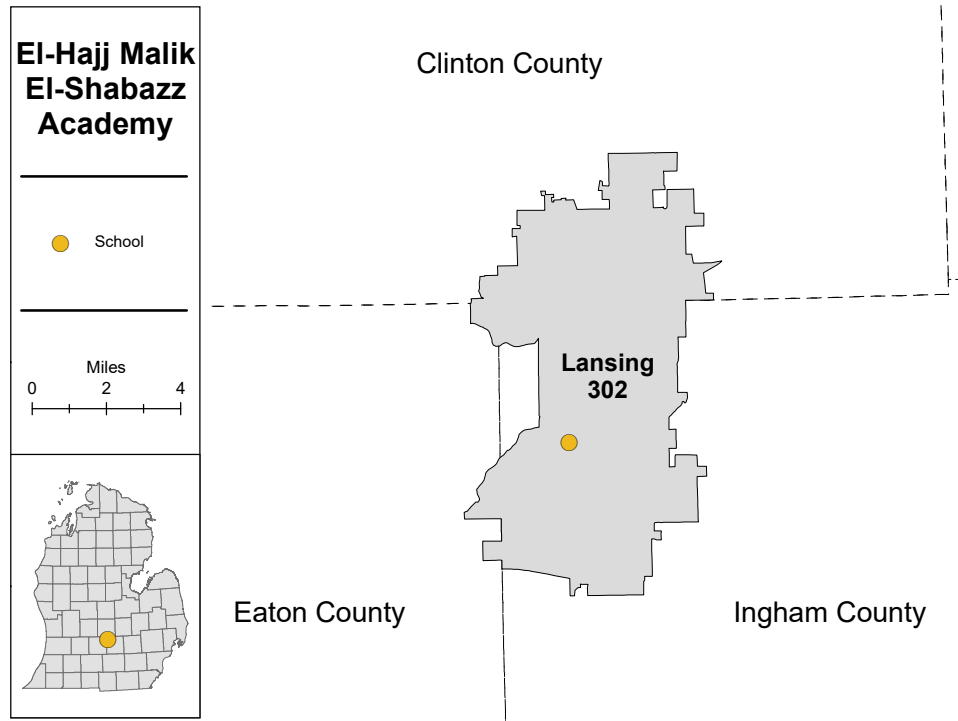 El-Hajj Malik
El-Shabazz
Academy
School
Miles
0 2 4
Clinton County
Lansing
302
Eaton County
Ingham County